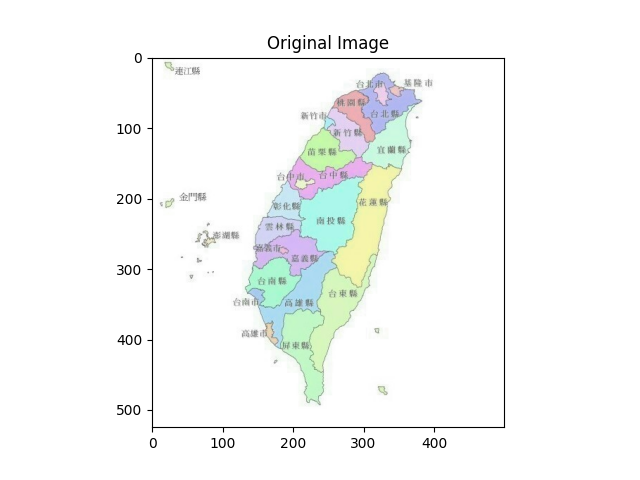 Original Image
0
連江縣
基隆市
台北市
桃園縣
台北縣
新竹市
100
新竹縣
苗栗縣
宜蘭縣
台中市
台中縣
金門縣
200
彰化縣
花蓮縣
南投縣
雲林縣
澎湖縣
嘉義市
嘉義縣
300
台南縣
台東縣
台南市
高雄縣
高雄市
屏東縣
400
500
0
100
200
300
400